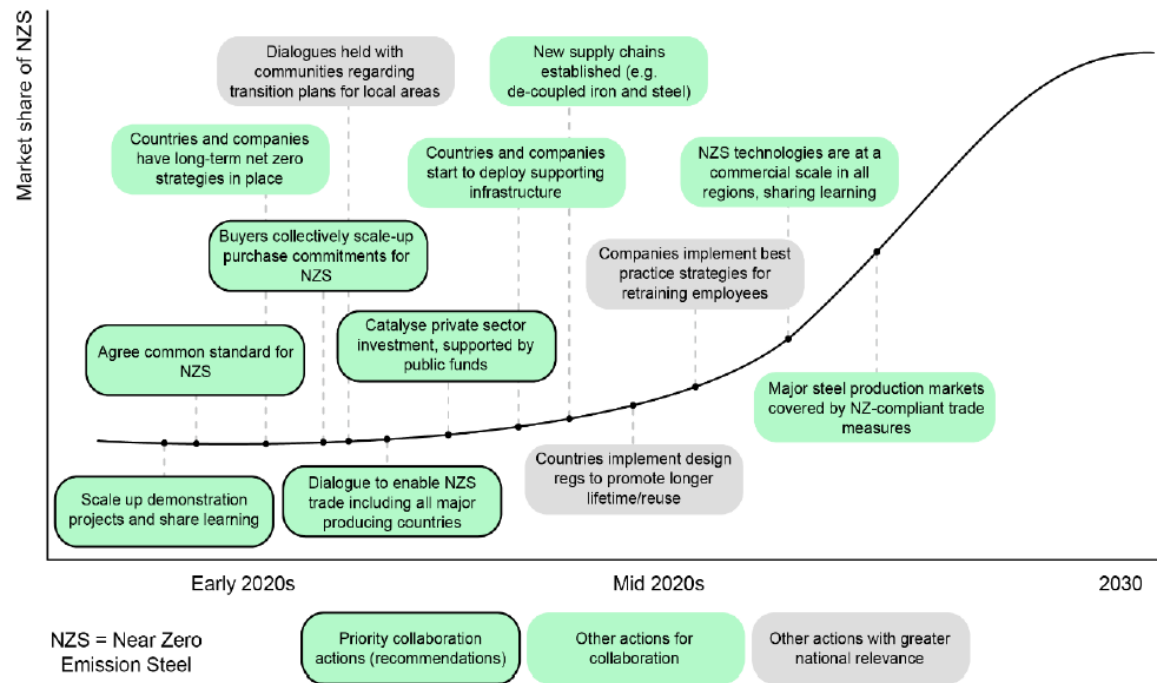 Market share of NZS
Dialogues held with
communities regarding
transition plans for local areas
New supply chains
established (e.g.
de-coupled iron and steel)
Countries and companies
have long-term net zero
strategies in place
Countries and companies
start to deploy supporting
infrastructure
NZS technologies are at a
commercial scale in all
regions, sharing learning
Buyers collectively scale-up
purchase commitments for
NZS
Companies implement best
practice strategies for
retraining employees
Agree common standard for
NZS
Catalyse private sector
investment, supported by
public funds
Major steel production markets
covered by NZ-compliant trade
measures
Scale up demonstration
projects and share learning
Dialogue to enable NZS
trade including all major
producing countries
Countries implement design
regs to promote longer
lifetime/reuse
Early 2020s
Mid 2020s
2030
NZS = Near Zero
Emission Steel
Priority collaboration
actions (recommendations)
Other actions for
collaboration
Other actions with greater
national relevance